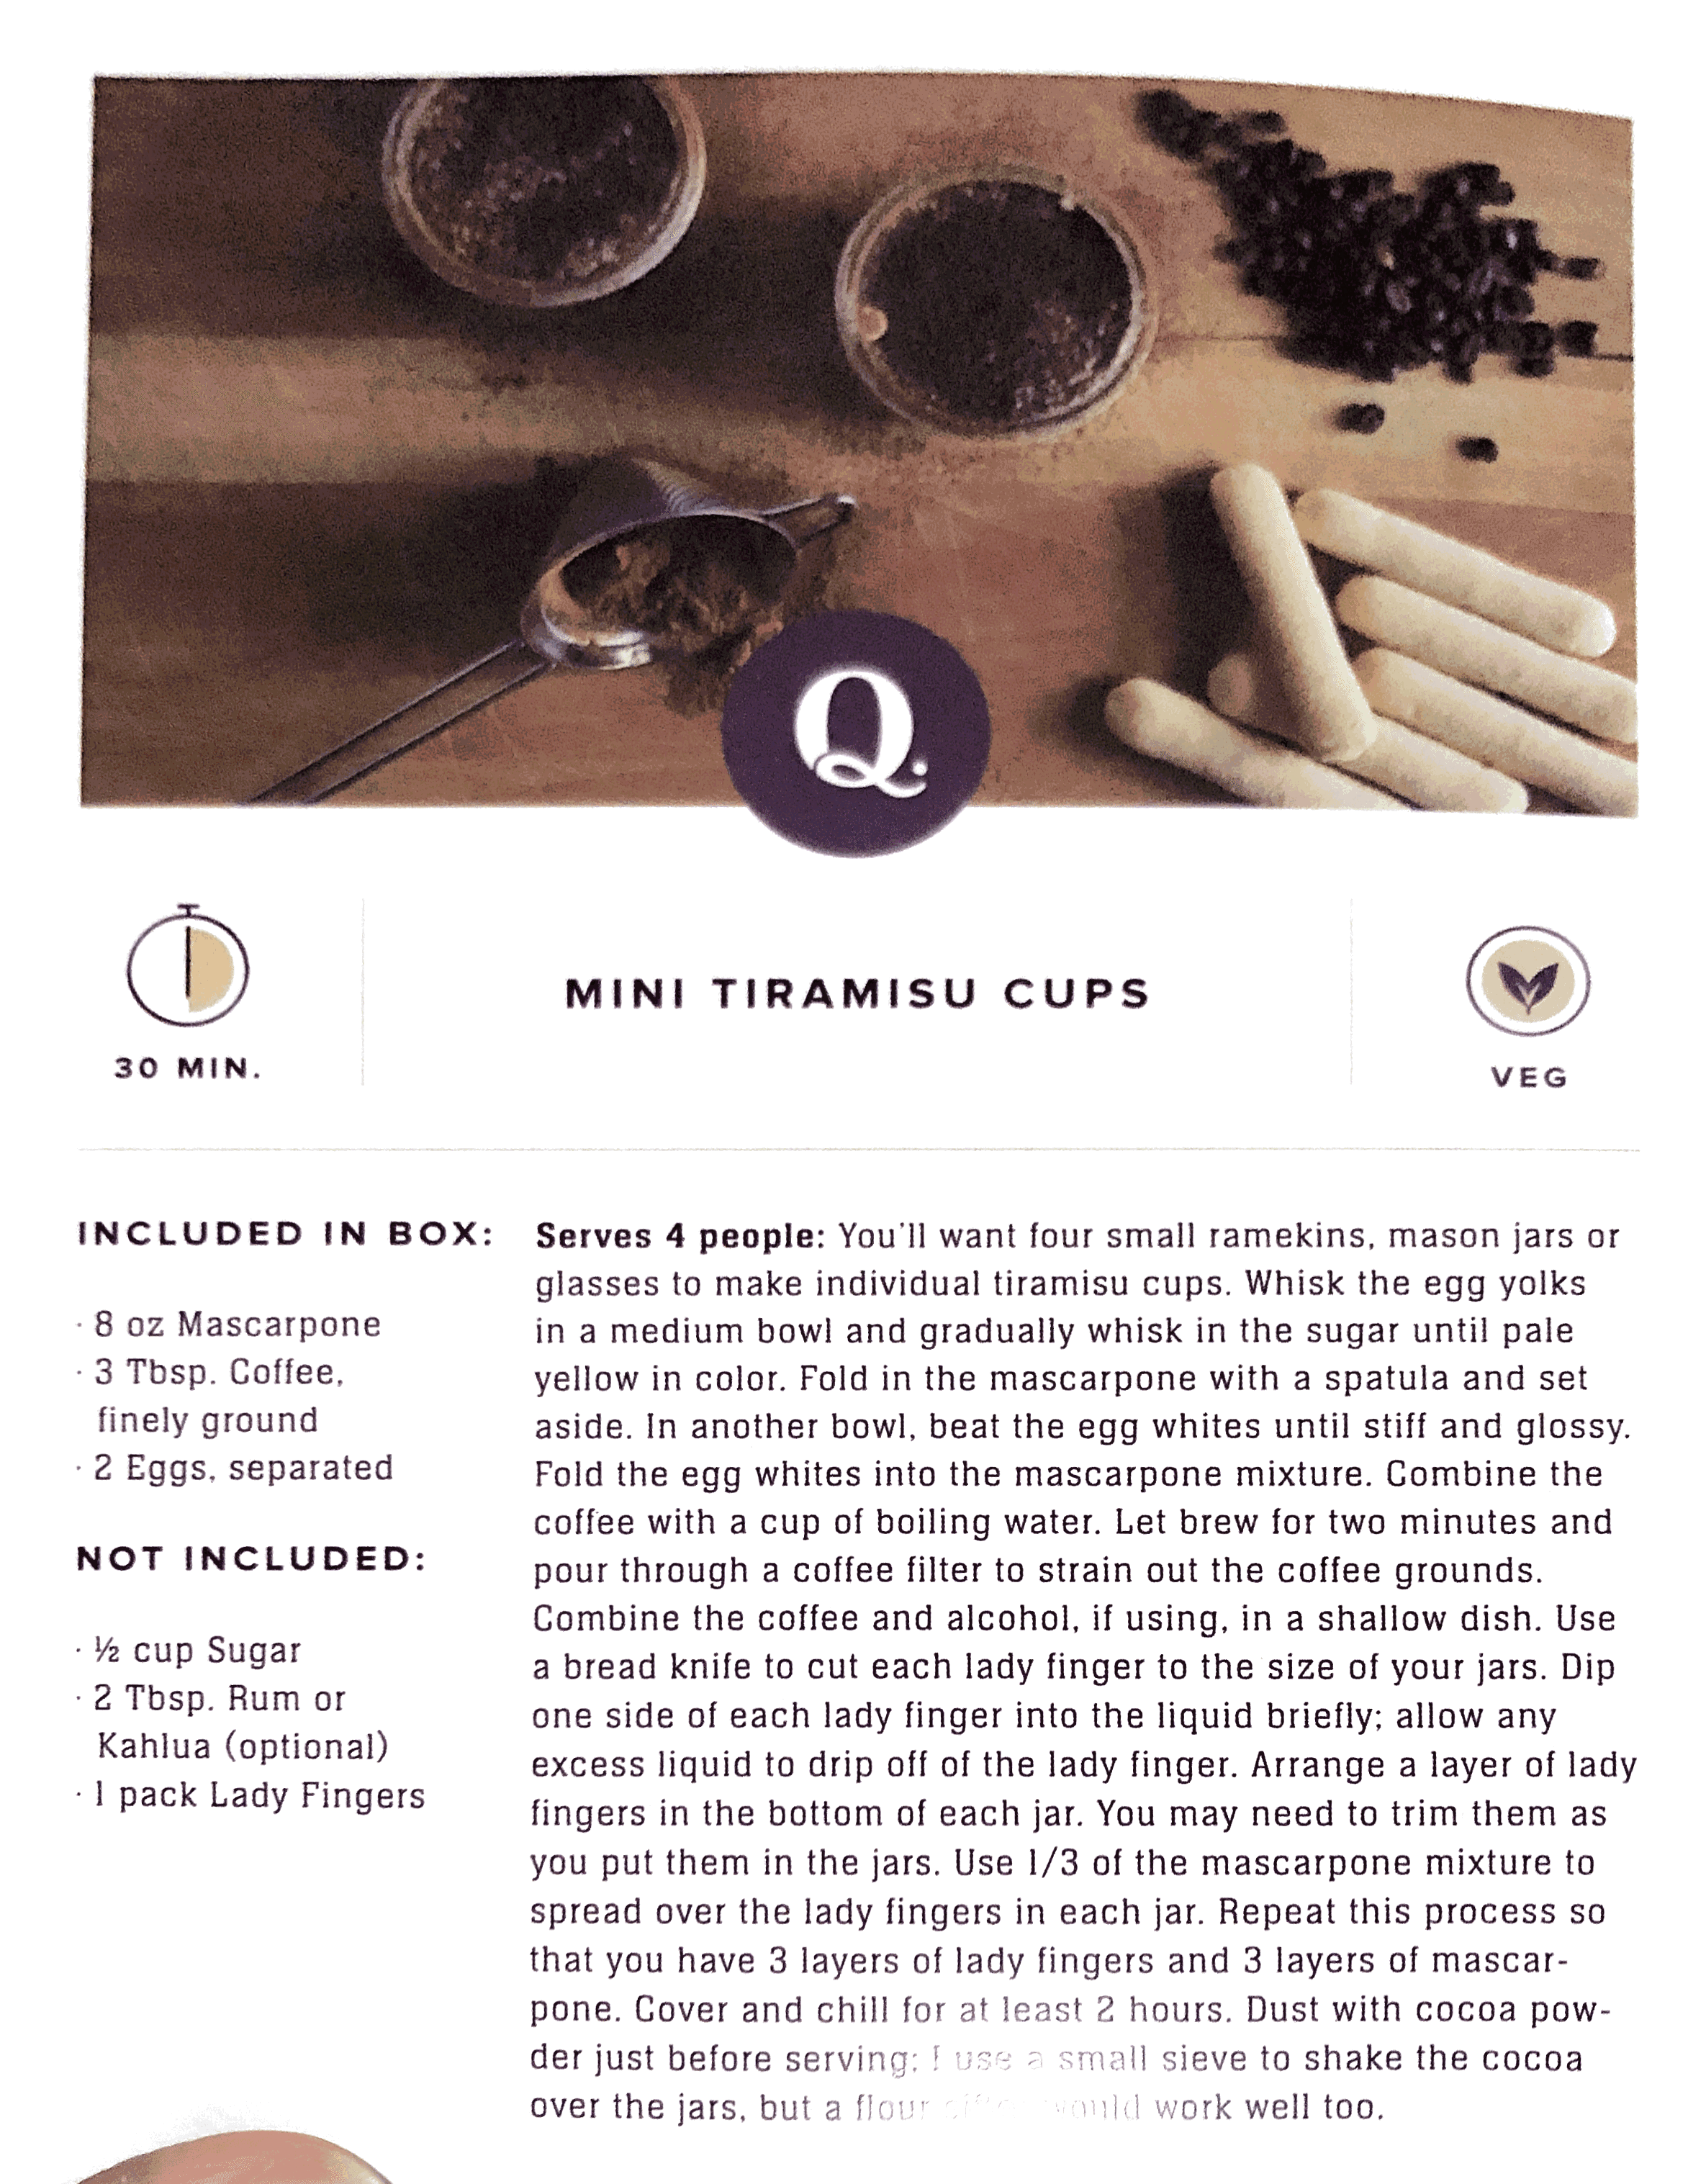 Q.
30 MIN.
MINI TIRAMISU CUPS
VEG
INCLUDED IN BOX:
· 8 oz Mascarpone
· 3 Tbsp. Coffee,
finely ground
· 2 Eggs, separated
NOT INCLUDED:
· ½ cup Sugar
· 2 Tbsp. Rum or
Kahlua (optional)
· 1 pack Lady Fingers
Serves 4 people: You'll want four small ramekins, mason jars or
glasses to make individual tiramisu cups. Whisk the egg yolks
in a medium bowl and gradually whisk in the sugar until pale
yellow in color. Fold in the mascarpone with a spatula and set
aside. In another bowl, beat the egg whites until stiff and glossy.
Fold the egg whites into the mascarpone mixture. Combine the
coffee with a cup of boiling water. Let brew for two minutes and
pour through a coffee filter to strain out the coffee grounds.
Combine the coffee and alcohol, if using, in a shallow dish. Use
a bread knife to cut each lady finger to the size of your jars. Dip
one side of each lady finger into the liquid briefly; allow any
excess liquid to drip off of the lady finger. Arrange a layer of lady
fingers in the bottom of each jar. You may need to trim them as
you put them in the jars. Use 1/3 of the mascarpone mixture to
spread over the lady fingers in each jar. Repeat this process so
that you have 3 layers of lady fingers and 3 layers of mascar-
pone. Cover and chill for at least 2 hours. Dust with cocoa pow-
der just before serving; I use a small sieve to shake the cocoa
over the jars, but a flour would work well too.